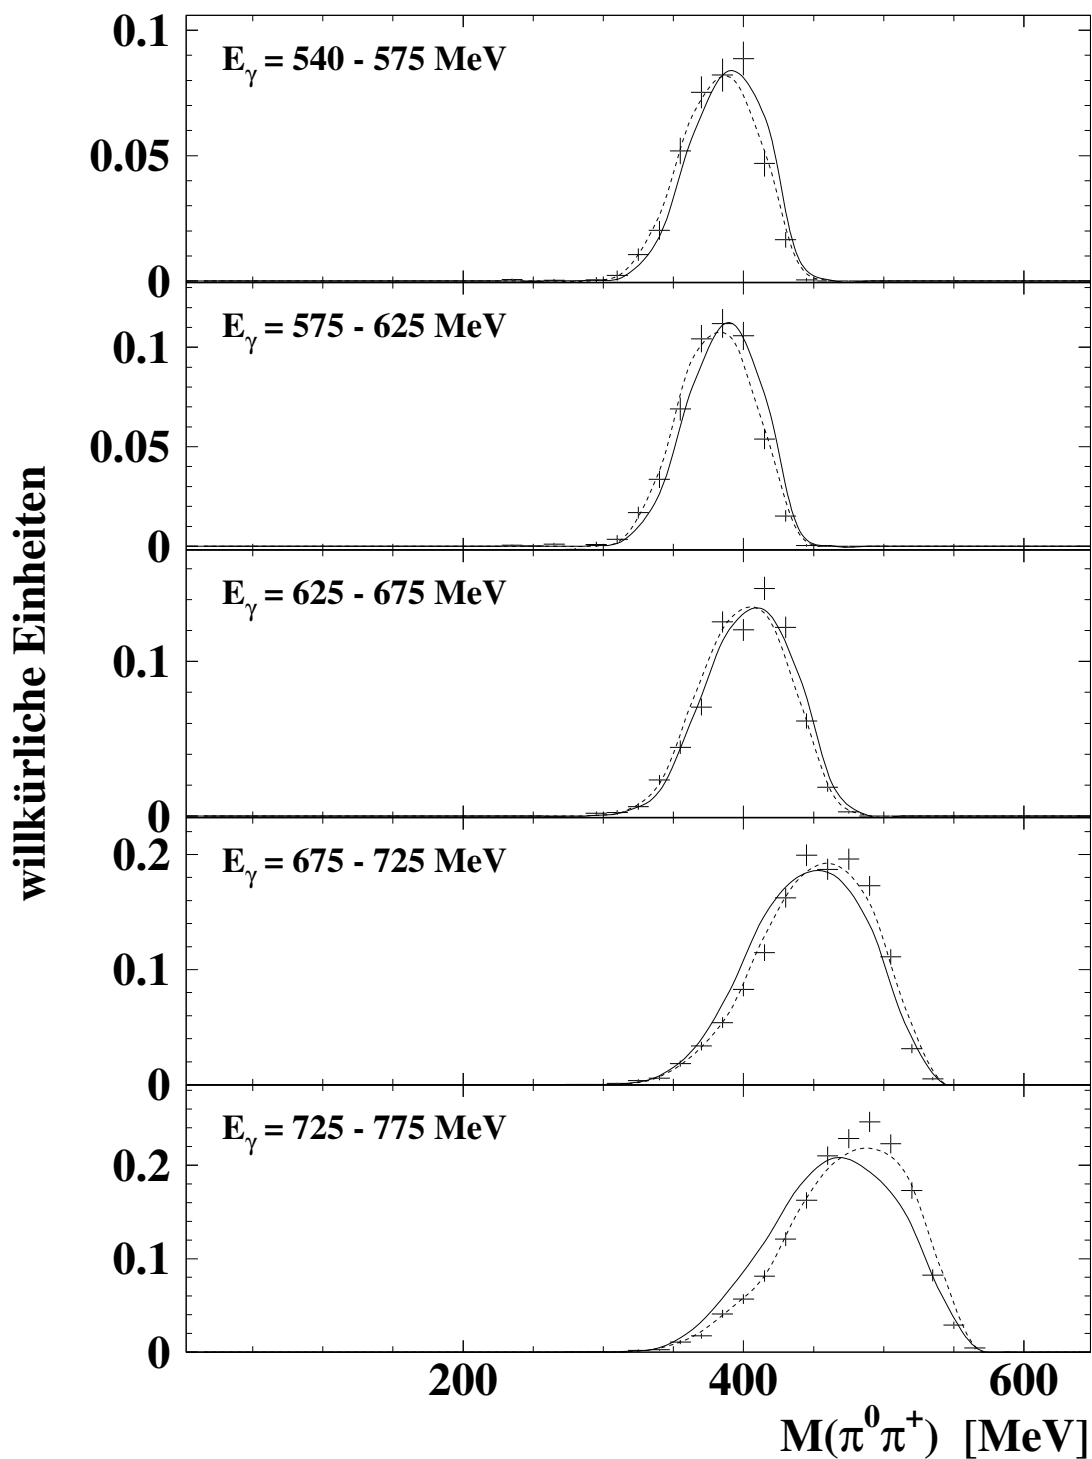 willkürliche Einheiten
E_γ = 540 - 575 MeV
0.1
0.05
0
E_γ = 575 - 625 MeV
0.1
0.05
0
E_γ = 625 - 675 MeV
0.1
0
E_γ = 675 - 725 MeV
0.2
0.1
0
E_γ = 725 - 775 MeV
0.2
0.1
0
200 400 600
M(π⁰π⁺) [MeV]